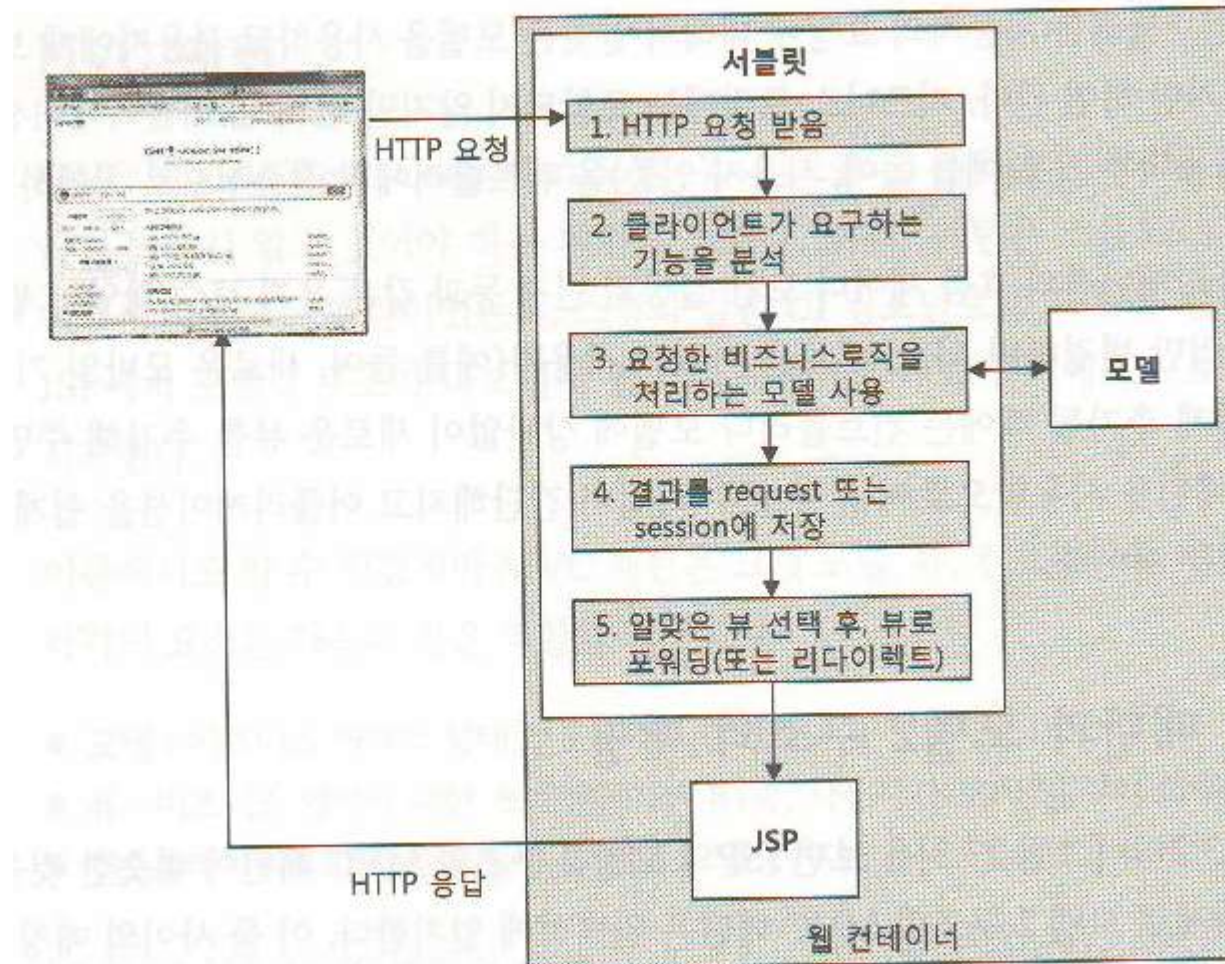 서블릿
HTTP 요청
1. HTTP 요청 받음
2. 클라이언트가 요구하는
기능을 분석
3. 요청한 비즈니스로직을
처리하는 모델 사용
모델
4. 결과를 request 또는
session에 저장
5. 알맞은 뷰 선택 후, 뷰로
포워딩(또는 리다이렉트)
JSP
HTTP 응답
웹 컨테이너